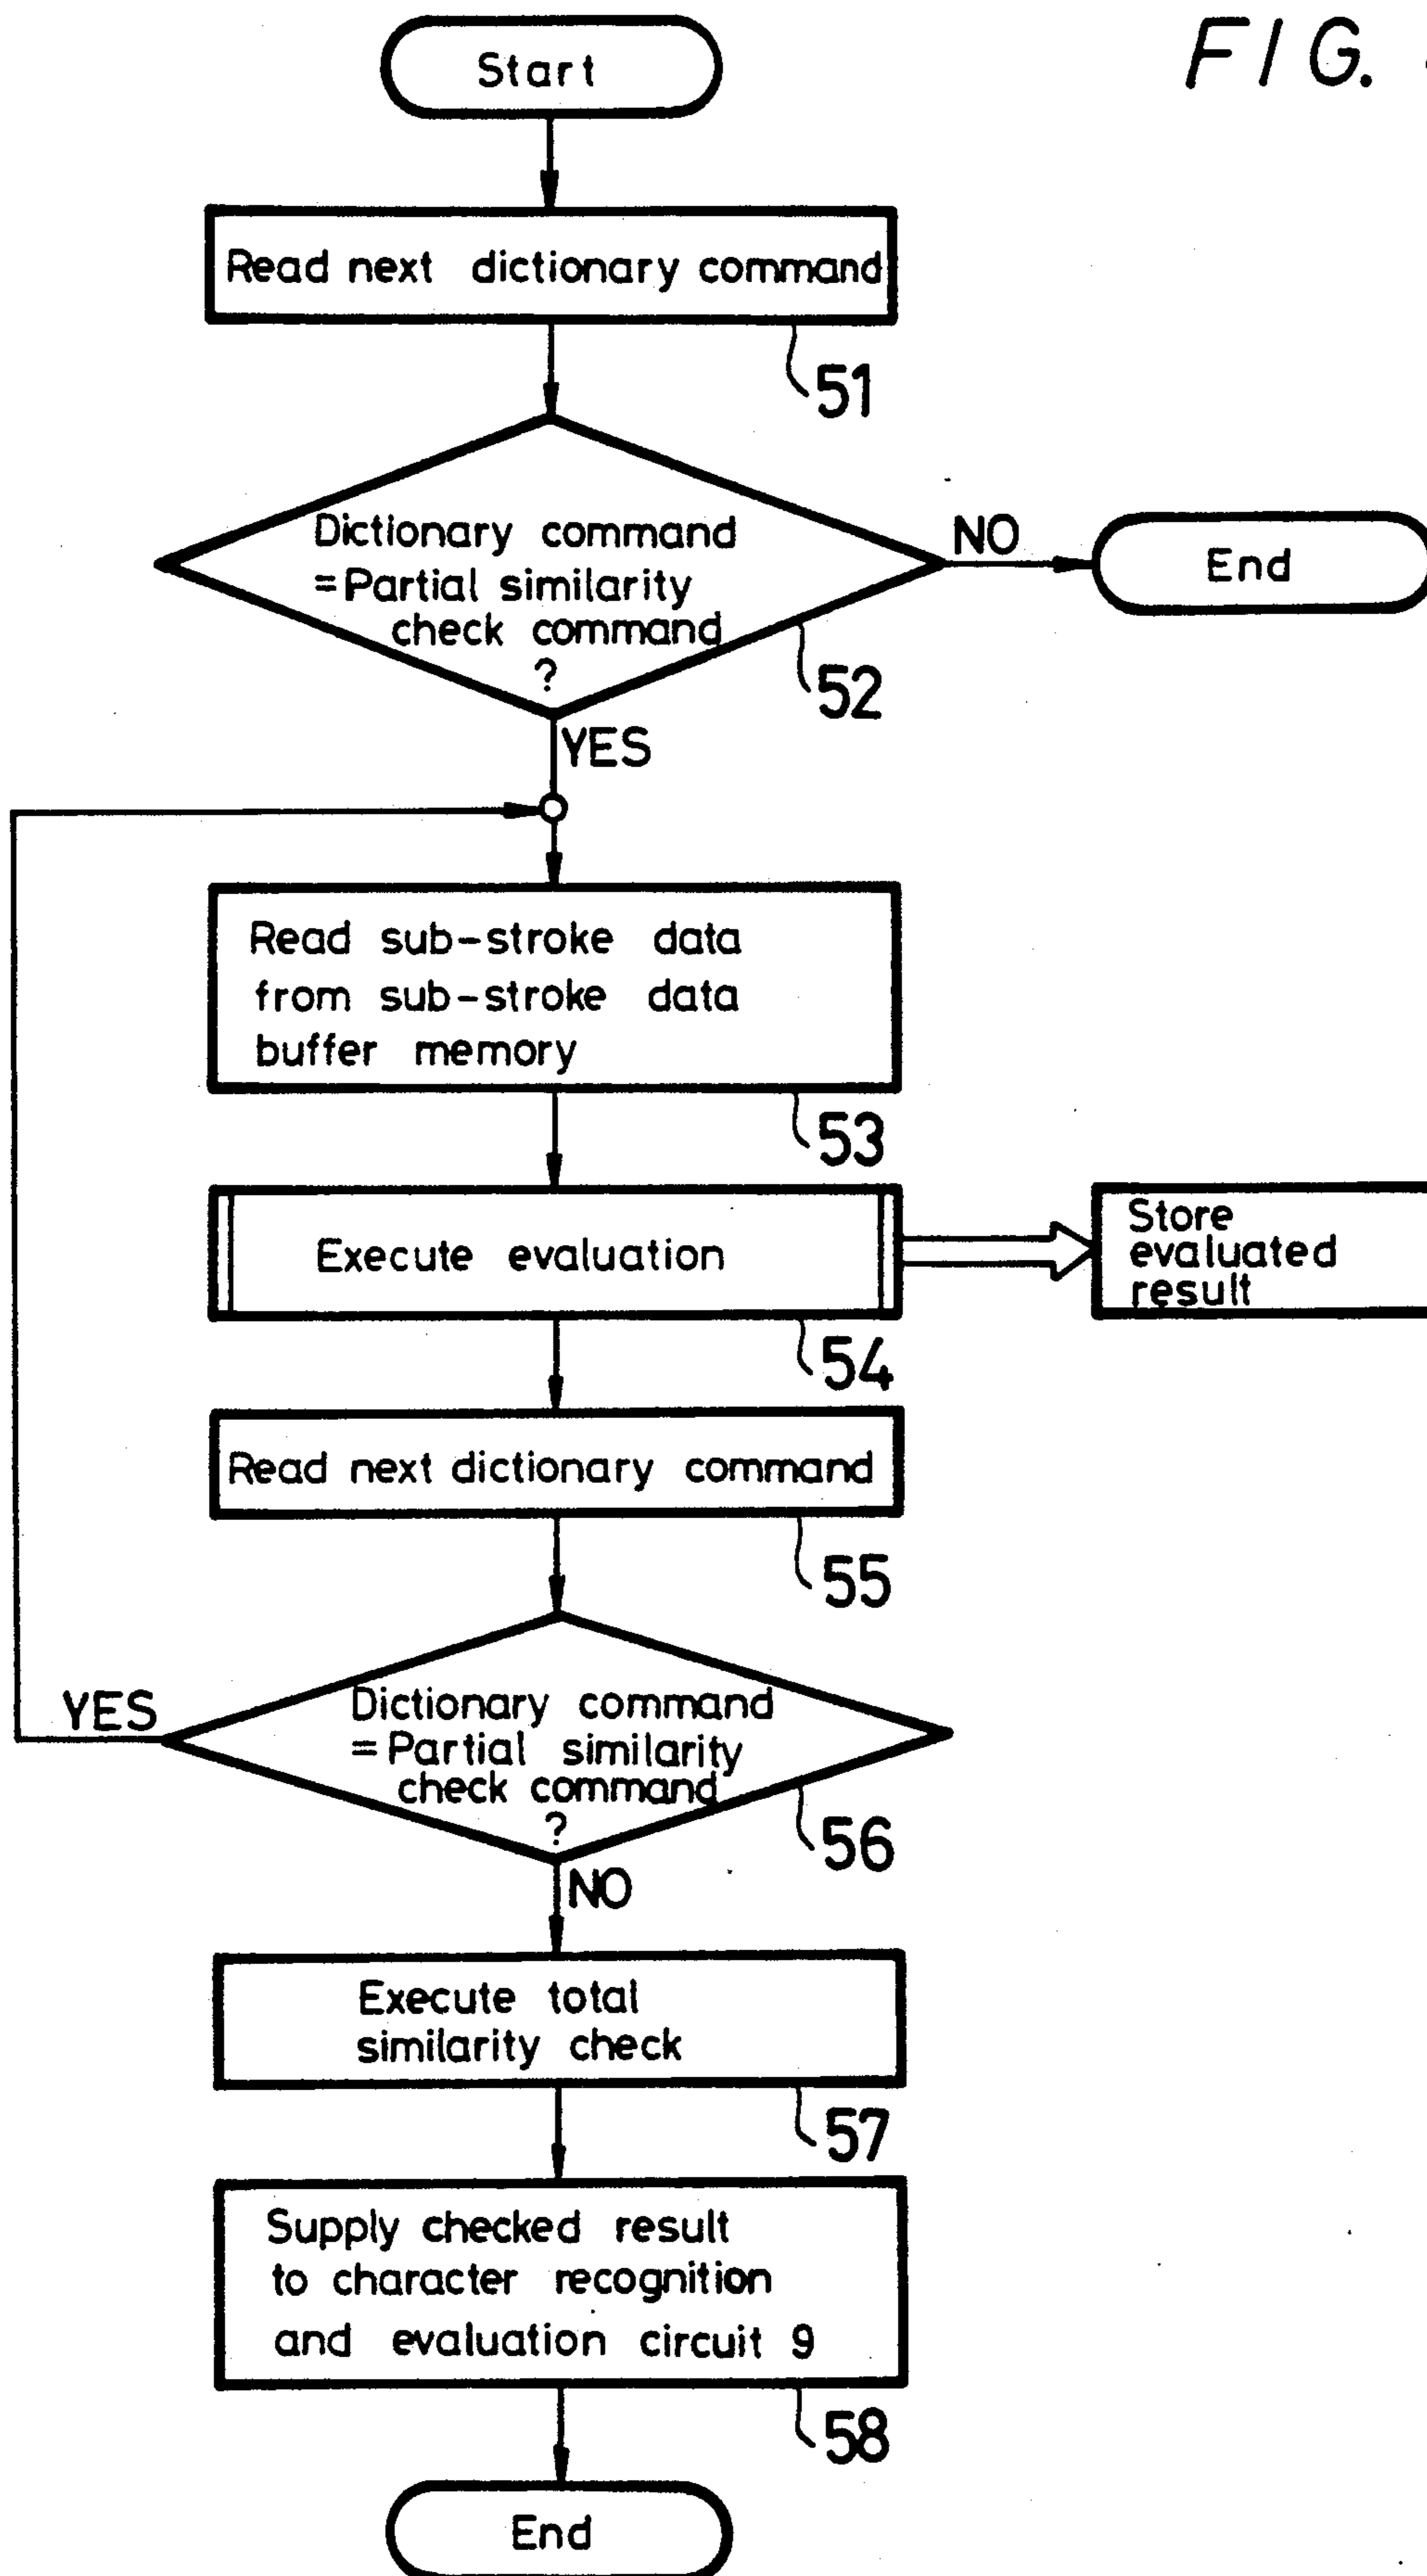 FIG.
Start
Read next dictionary command
51
Dictionary command
=Partial similarity
check command
?
52
NO
End
YES
Read sub-stroke data
from sub-stroke data
buffer memory
53
Execute evaluation
54
Store
evaluated
result
Read next dictionary command
55
YES
Dictionary command
=Partial similarity
check command
?
56
NO
Execute total
similarity check
57
Supply checked result
to character recognition
and evaluation circuit 9
58
End